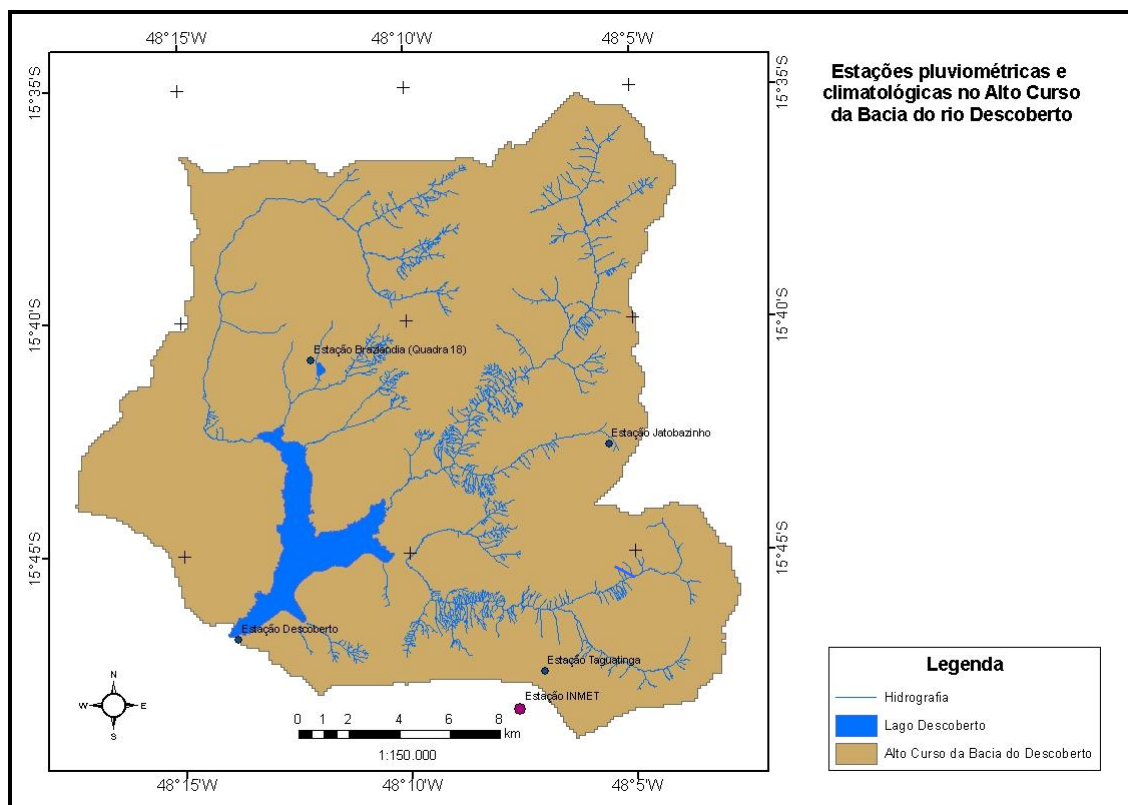 48°15'W 48°10'W 48°5'W
Estações pluviométricas e
climatológicas no Alto Curso
da Bacia do rio Descoberto
15°35'S 15°35'S
15°40'S 15°40'S
Estação Brazlândia (Quadra 18)
Estação Jatobazinho
15°45'S 15°45'S
Estação Descoberto
Estação Taguatinga
Estação INMET
N
W E
S
0 1 2 4 6 8
km
1:150.000
48°15'W 48°10'W 48°5'W
Legenda
Hidrografia
Lago Descoberto
Alto Curso da Bacia do Descoberto